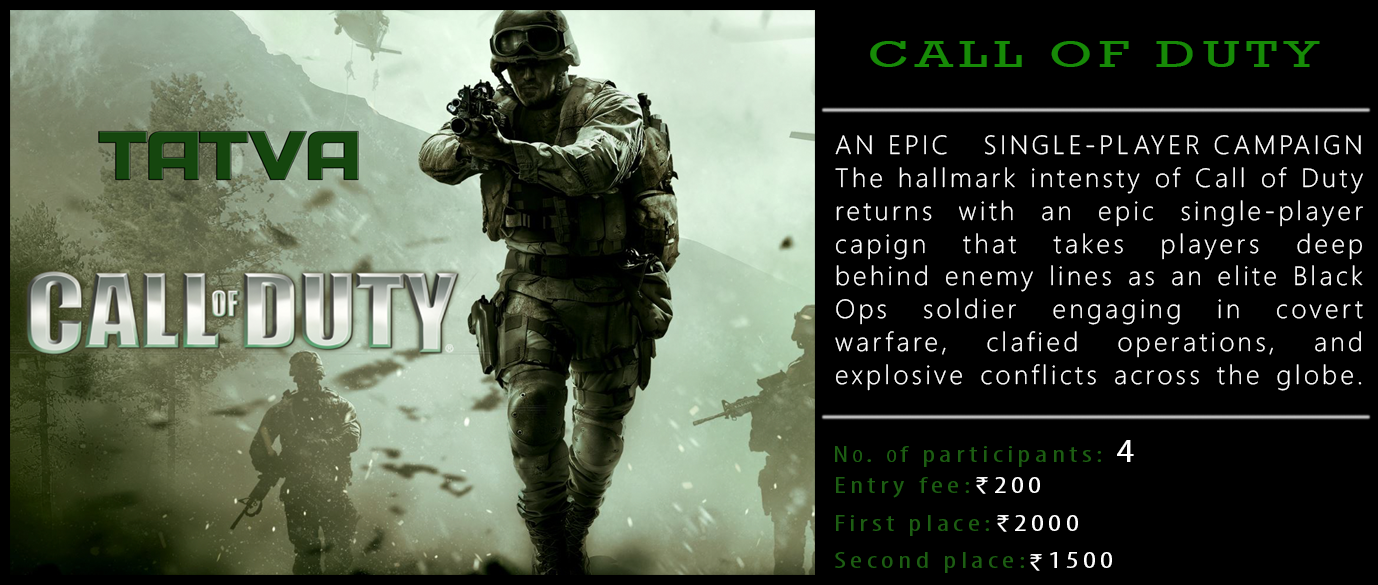 TATVA
CALL OF DUTY®
CALL OF DUTY
AN EPIC SINGLE-PLAYER CAMPAIGN
The hallmark intensty of Call of Duty
returns with an epic single-player
capign that takes players deep
behind enemy lines as an elite Black
Ops soldier engaging in covert
warfare, clafied operations, and
explosive conflicts across the globe.
No. of participants: 4
Entry fee:₹200
First place:₹2000
Second place:₹1500